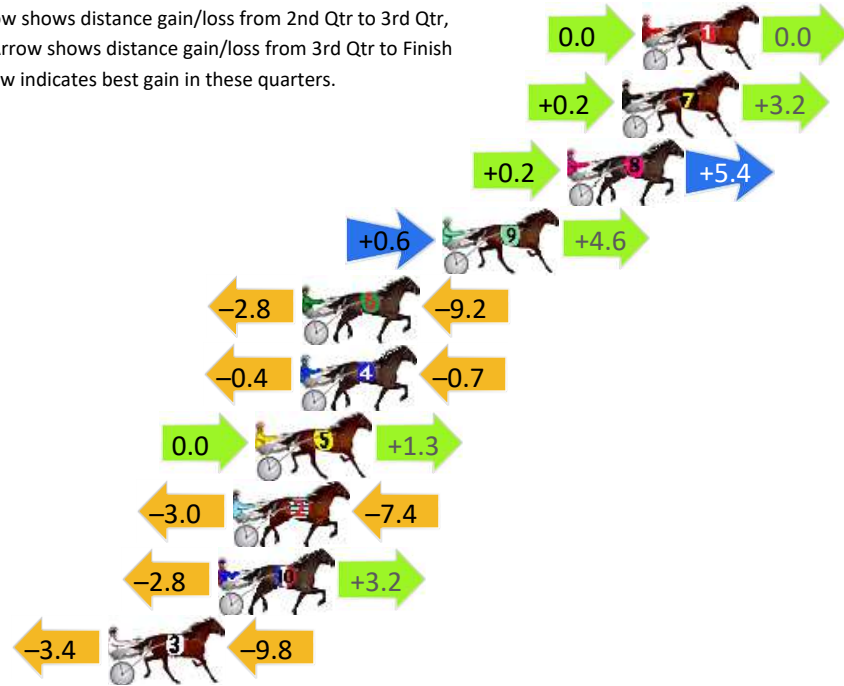 ow shows distance gain/loss from 2nd Qtr to 3rd Qtr,
Arrow shows distance gain/loss from 3rd Qtr to Finish
w indicates best gain in these quarters.
0.0 1 0.0
+0.2 7 +3.2
+0.2 8 +5.4
+0.6 9 +4.6
–2.8 –9.2
–0.4 4 –0.7
0.0 5 +1.3
–3.0 –7.4
–2.8 10 +3.2
–3.4 3 –9.8